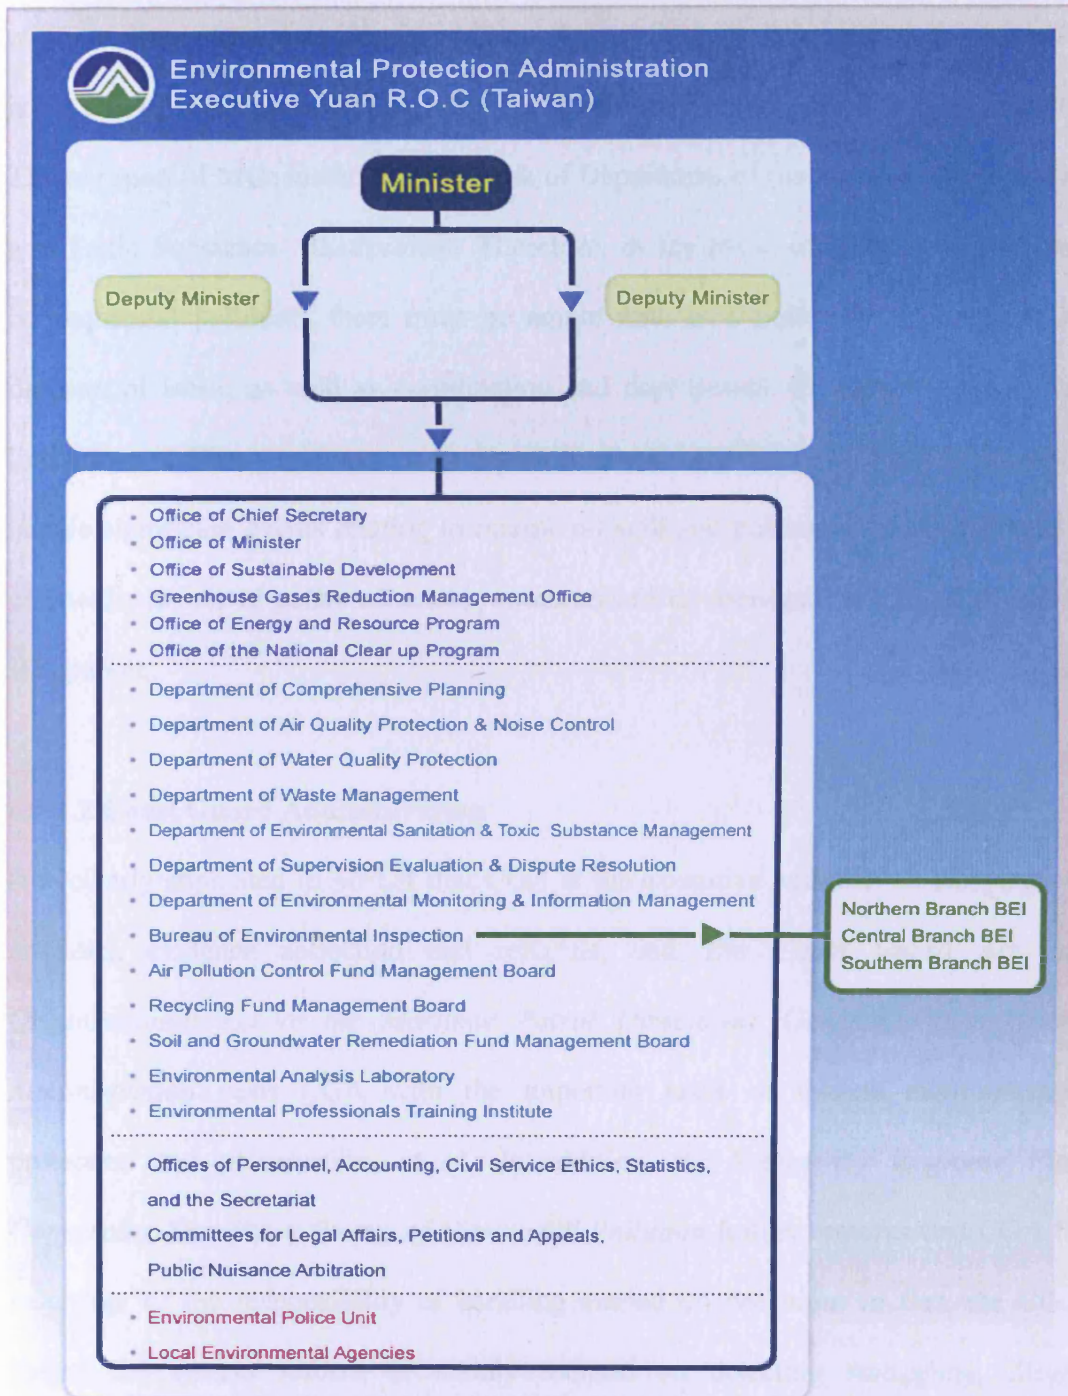 Environmental Protection Administration
Executive Yuan R.O.C (Taiwan)
Minister
Deputy Minister
Deputy Minister
• Office of Chief Secretary
• Office of Minister
• Office of Sustainable Development
• Greenhouse Gases Reduction Management Office
• Office of Energy and Resource Program
• Office of the National Clear up Program
• Department of Comprehensive Planning
• Department of Air Quality Protection & Noise Control
• Department of Water Quality Protection
• Department of Waste Management
• Department of Environmental Sanitation & Toxic Substance Management
• Department of Supervision Evaluation & Dispute Resolution
• Department of Environmental Monitoring & Information Management
• Bureau of Environmental Inspection
Northern Branch BEI
Central Branch BEI
Southern Branch BEI
• Air Pollution Control Fund Management Board
• Recycling Fund Management Board
• Soil and Groundwater Remediation Fund Management Board
• Environmental Analysis Laboratory
• Environmental Professionals Training Institute
Offices of Personnel, Accounting, Civil Service Ethics, Statistics,
and the Secretariat
Committees for Legal Affairs, Petitions and Appeals,
Public Nuisance Arbitration
• Environmental Police Unit
• Local Environmental Agencies